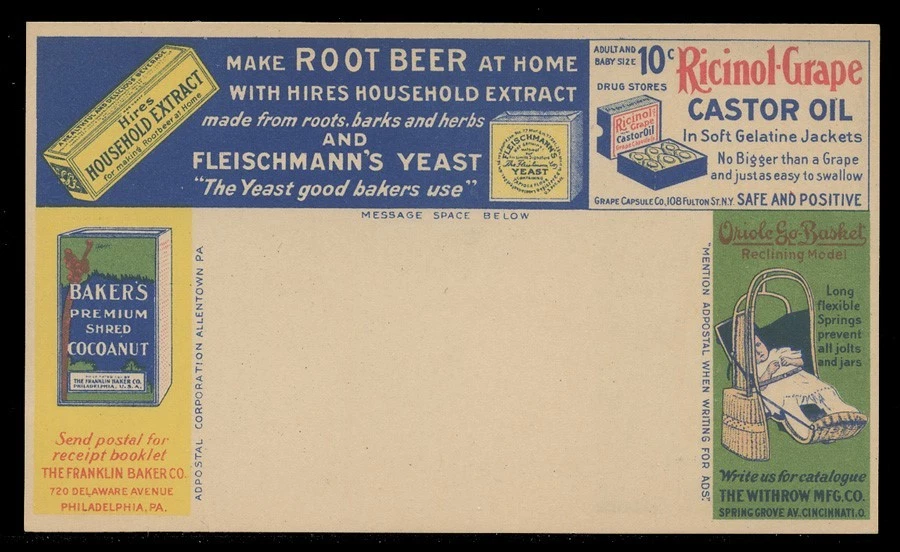 MAKE ROOT BEER AT HOME
WITH HIRES HOUSEHOLD EXTRACT
made from roots, barks and herbs
AND
FLEISCHMANN'S YEAST
"The Yeast good bakers use"
Hires
HOUSEHOLD EXTRACT
for making Rootbeer at Home
FLEISCHMANN'S
YEAST
ADULT AND
BABY SIZE 10c
DRUG STORES
Ricinol-Grape
CASTOR OIL
In Soft Gelatine Jackets
No Bigger than a Grape
and just as easy to swallow
Ricinol
Grape
Castor Oil
GRAPE CAPSULE CO, 108 FULTON ST. N.Y. SAFE AND POSITIVE
MESSAGE SPACE BELOW
BAKER'S
PREMIUM
SHRED
COCOANUT
THE FRANKLIN BAKER CO.
PHILADELPHIA, U.S.A.
Send postal for
receipt booklet
THE FRANKLIN BAKER CO.
720 DELAWARE AVENUE
PHILADELPHIA, PA.
ADPOSTAL CORPORATION ALLENTOWN PA
"MENTION ADPOSTAL WHEN WRITING FOR ADS."
Oriole Go-Basket
Reclining Model
Long
flexible
Springs
prevent
all jolts
and jars
Write us for catalogue
THE WITHROW MFG. CO.
SPRING GROVE AV. CINCINNATI. O.